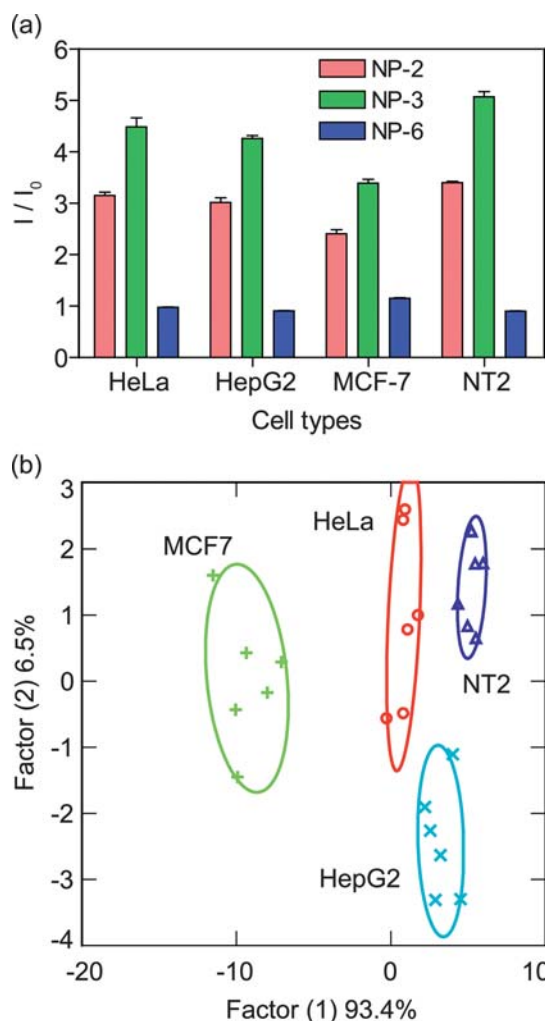 (a)
6
5
4
3
2
1
0
I / I₀
NP-2
NP-3
NP-6
HeLa HepG2 MCF-7 NT2
Cell types
(b)
3
2
1
0
-1
-2
-3
-4
Factor (2) 6.5%
MCF7
HeLa
NT2
HepG2
-20 -10 0 10
Factor (1) 93.4%